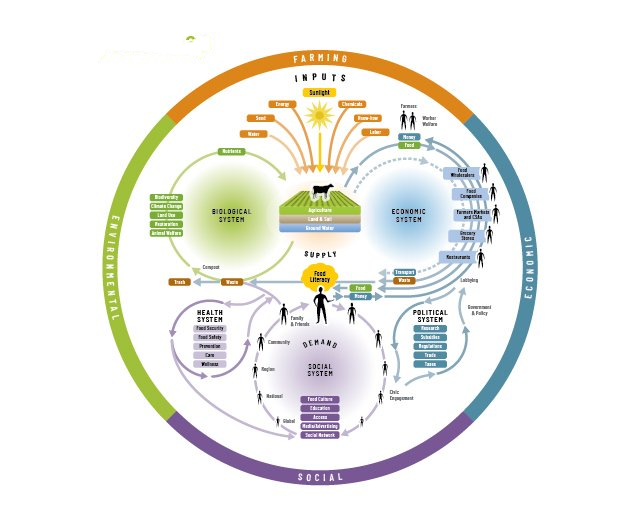 FARMING
INPUTS
Sunlight
Energy
Chemicals
Seed
Know-how
Water
Labor
Farmers
Worker
Welfare
Money
Food
Nutrients
Food
Wholesalers
Food
Companies
Farmers Markets
and CSAs
Grocery
Stores
Restaurants
Biodiversity
Climate Change
Land Use
Restoration
Animal Welfare
BIOLOGICAL
SYSTEM
Agriculture
Land & Soil
Ground Water
ECONOMIC
SYSTEM
ENVIRONMENTAL
ECONOMIC
SUPPLY
Compost
Trash
Waste
Food
Literacy
Transport
Waste
Food
Money
Lobbying
Government
& Policy
HEALTH
SYSTEM
Food Security
Food Safety
Prevention
Care
Wellness
Family
& Friends
Community
Region
National
Global
DEMAND
SOCIAL
SYSTEM
Food Culture
Education
Access
Media/Advertising
Social Network
POLITICAL
SYSTEM
Research
Subsidies
Regulations
Trade
Taxes
Civic
Engagement
SOCIAL